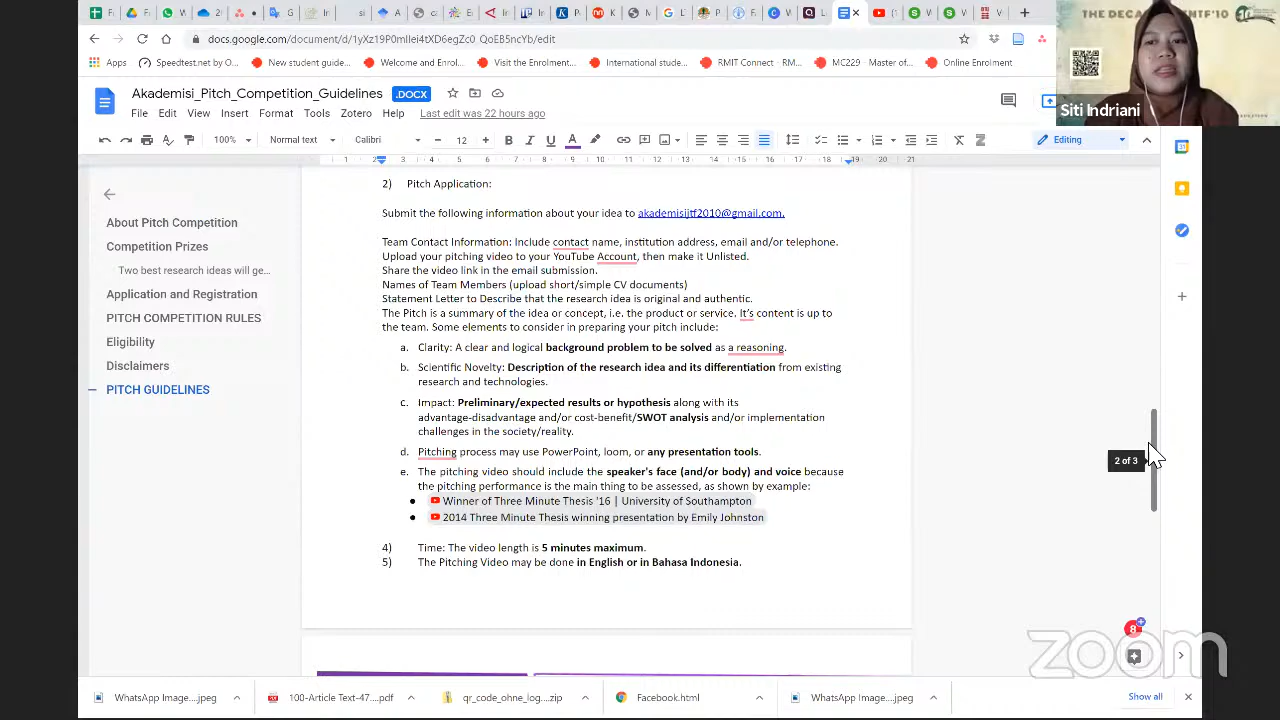 docs.google.com/document/d/1yXz19P0mIIei4tXD6egZc0_QoEB5ncYb/edit
Apps
Speedtest.net by O...
New student guide...
Welcome and Enrol...
Visit the Enrolment...
International stude...
RMIT Connect - RM...
MC229 - Master of...
Online Enrolment
THE DECA
NTF'10
Siti Indriani
Akademisi_Pitch_Competition_Guidelines
.DOCX
File Edit View Insert Format Tools Zotero Help
Last edit was 22 hours ago
100%
Normal text
Calibri
12
Editing
About Pitch Competition
Competition Prizes
Two best research ideas will ge...
Application and Registration
PITCH COMPETITION RULES
Eligibility
Disclaimers
PITCH GUIDELINES
2) Pitch Application:
Submit the following information about your idea to akademisijtf2010@gmail.com.
Team Contact Information: Include contact name, institution address, email and/or telephone.
Upload your pitching video to your YouTube Account, then make it Unlisted.
Share the video link in the email submission.
Names of Team Members (upload short/simple CV documents)
Statement Letter to Describe that the research idea is original and authentic.
The Pitch is a summary of the idea or concept, i.e. the product or service. It's content is up to
the team. Some elements to consider in preparing your pitch include:
a. Clarity: A clear and logical background problem to be solved as a reasoning.
b. Scientific Novelty: Description of the research idea and its differentiation from existing
research and technologies.
c. Impact: Preliminary/expected results or hypothesis along with its
advantage-disadvantage and/or cost-benefit/SWOT analysis and/or implementation
challenges in the society/reality.
d. Pitching process may use PowerPoint, loom, or any presentation tools.
e. The pitching video should include the speaker's face (and/or body) and voice because
the pitching performance is the main thing to be assessed, as shown by example:
● Winner of Three Minute Thesis '16 | University of Southampton
● 2014 Three Minute Thesis winning presentation by Emily Johnston
4) Time: The video length is 5 minutes maximum.
5) The Pitching Video may be done in English or in Bahasa Indonesia.
2 of 3
8
zoom
WhatsApp Image....jpeg
100-Article Text-47....pdf
qr_code_ohne_log....zip
Facebook.html
WhatsApp Image....jpeg
Show all